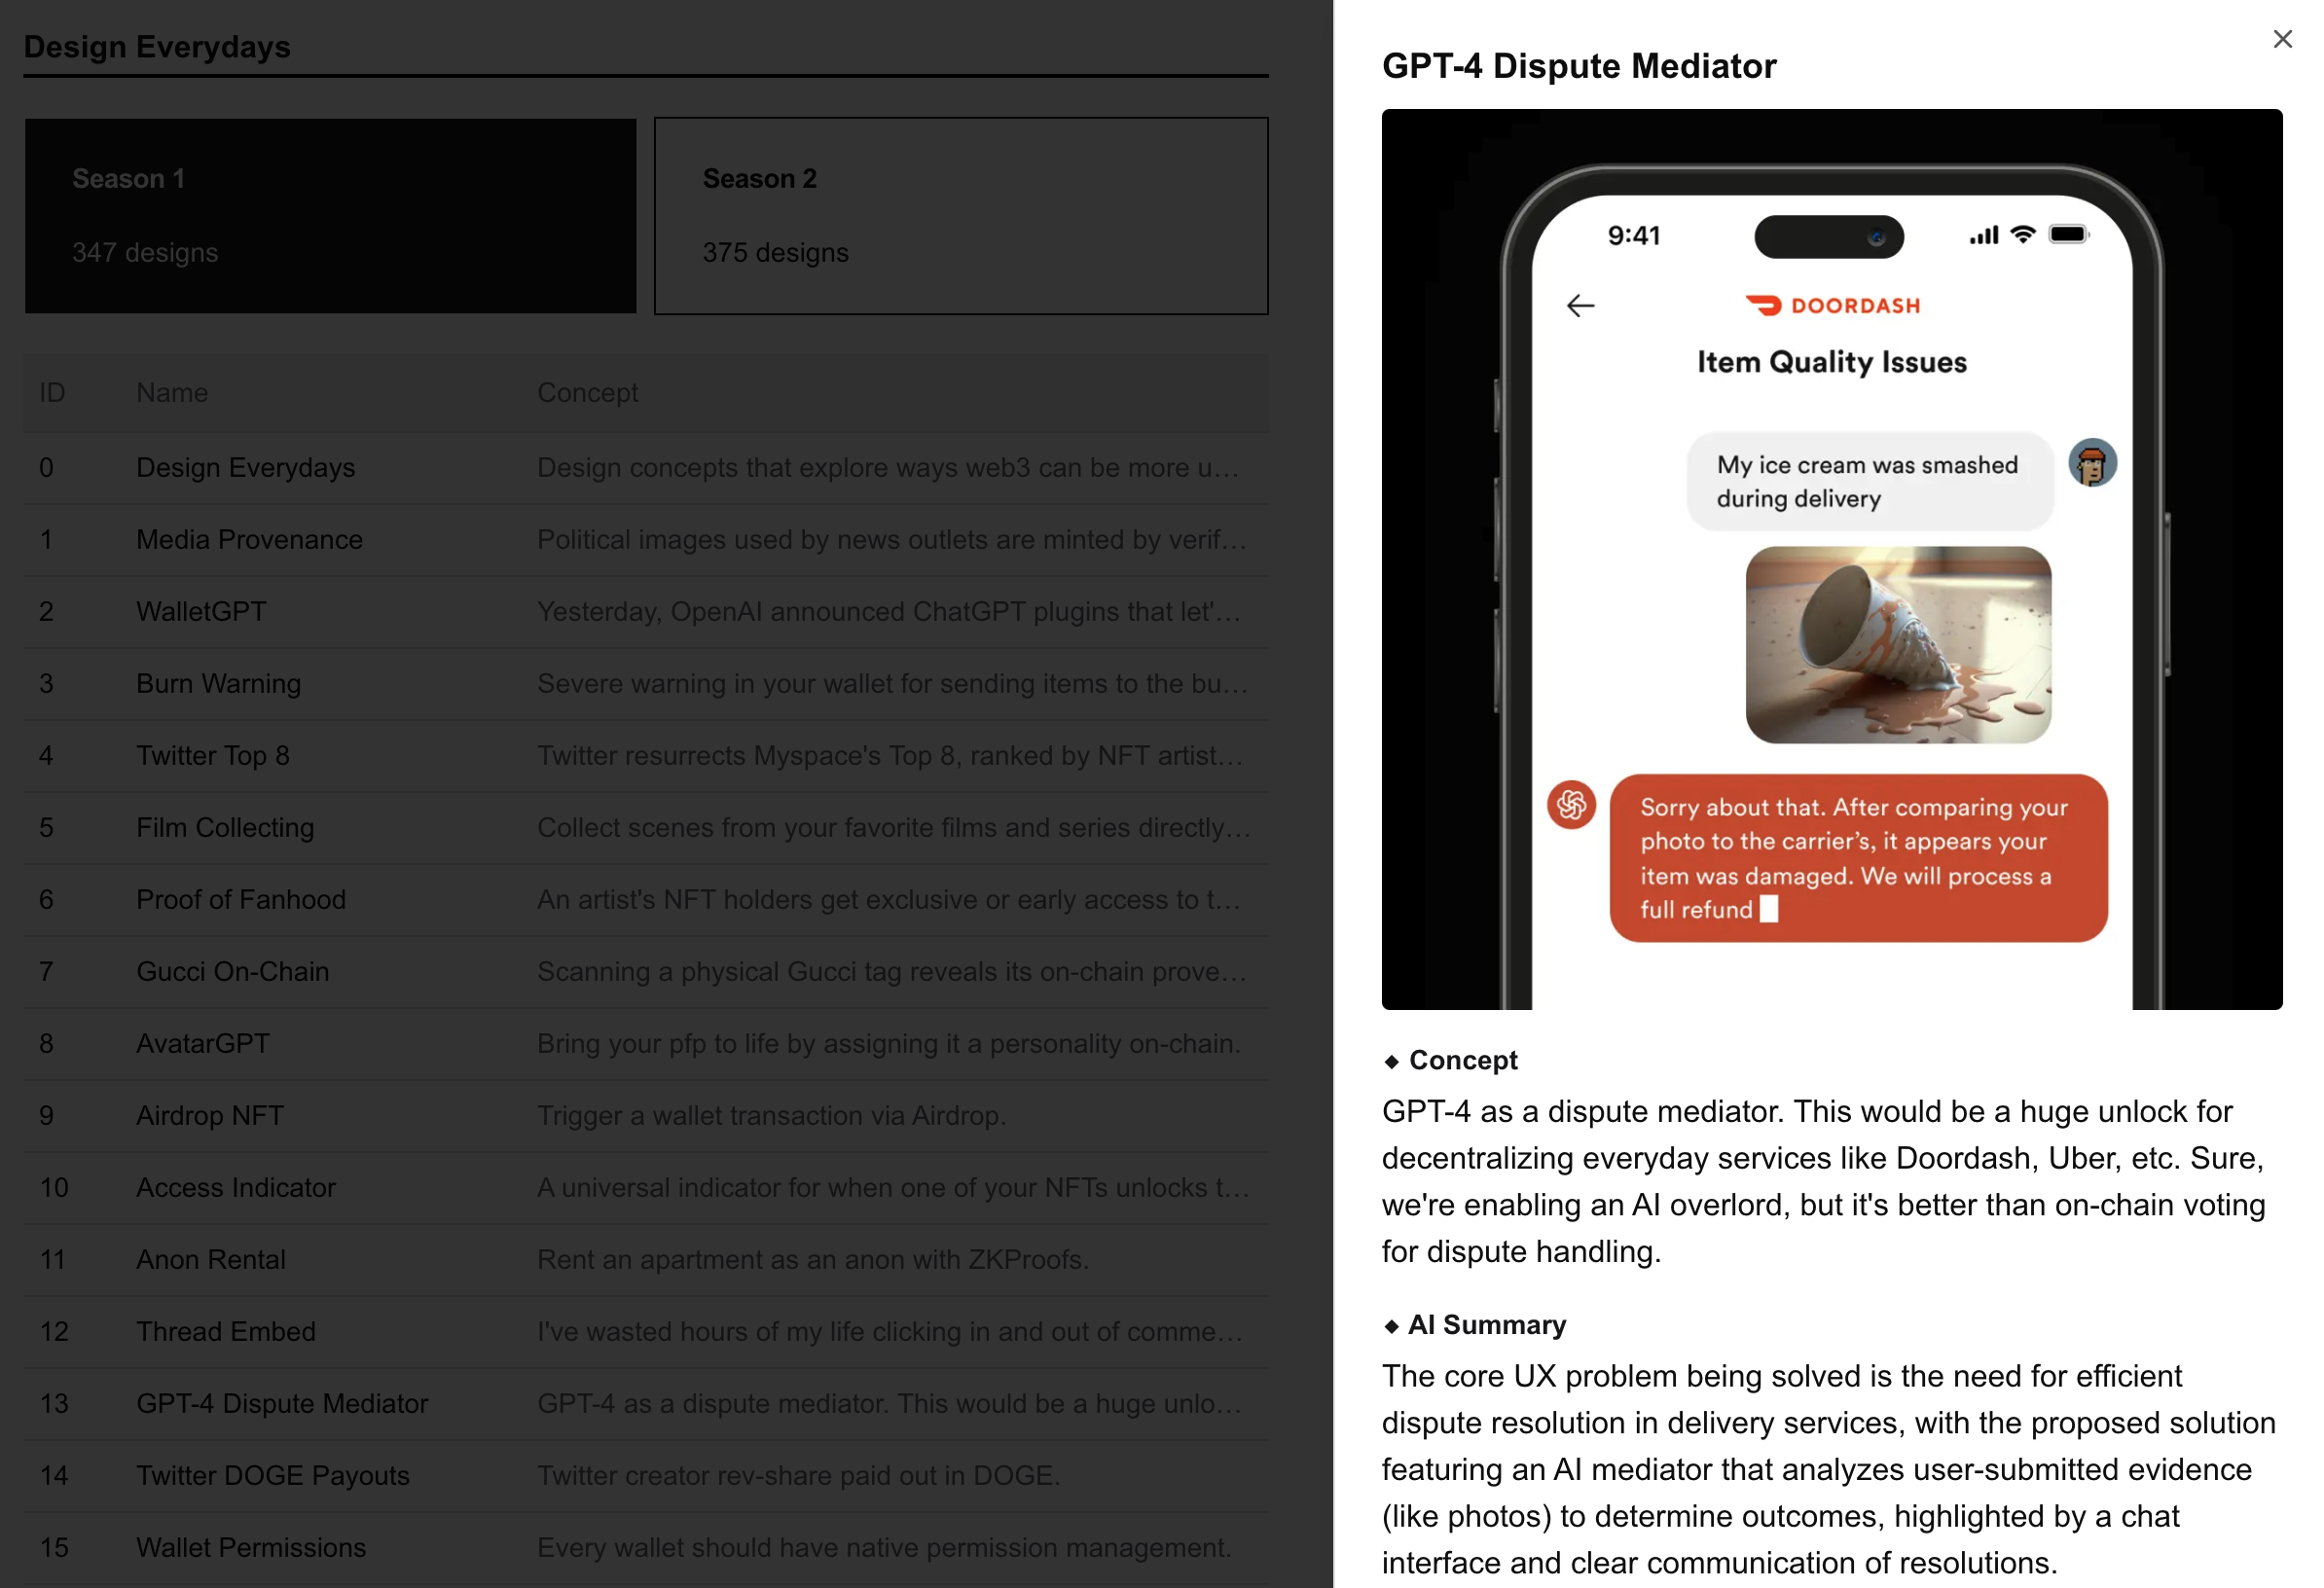 Design Everydays
Season 1
347 designs
Season 2
375 designs
ID Name Concept
0 Design Everydays Design concepts that explore ways web3 can be more u…
1 Media Provenance Political images used by news outlets are minted by verif…
2 WalletGPT Yesterday, OpenAI announced ChatGPT plugins that let'…
3 Burn Warning Severe warning in your wallet for sending items to the bu…
4 Twitter Top 8 Twitter resurrects Myspace's Top 8, ranked by NFT artist…
5 Film Collecting Collect scenes from your favorite films and series directly…
6 Proof of Fanhood An artist's NFT holders get exclusive or early access to t…
7 Gucci On-Chain Scanning a physical Gucci tag reveals its on-chain prove…
8 AvatarGPT Bring your pfp to life by assigning it a personality on-chain.
9 Airdrop NFT Trigger a wallet transaction via Airdrop.
10 Access Indicator A universal indicator for when one of your NFTs unlocks t…
11 Anon Rental Rent an apartment as an anon with ZKProofs.
12 Thread Embed I've wasted hours of my life clicking in and out of comme…
13 GPT-4 Dispute Mediator GPT-4 as a dispute mediator. This would be a huge unlo…
14 Twitter DOGE Payouts Twitter creator rev-share paid out in DOGE.
15 Wallet Permissions Every wallet should have native permission management.
GPT-4 Dispute Mediator
9:41
DOORDASH
Item Quality Issues
My ice cream was smashed
during delivery
Sorry about that. After comparing your
photo to the carrier’s, it appears your
item was damaged. We will process a
full refund
Concept
GPT-4 as a dispute mediator. This would be a huge unlock for
decentralizing everyday services like Doordash, Uber, etc. Sure,
we're enabling an AI overlord, but it's better than on-chain voting
for dispute handling.
AI Summary
The core UX problem being solved is the need for efficient
dispute resolution in delivery services, with the proposed solution
featuring an AI mediator that analyzes user-submitted evidence
(like photos) to determine outcomes, highlighted by a chat
interface and clear communication of resolutions.